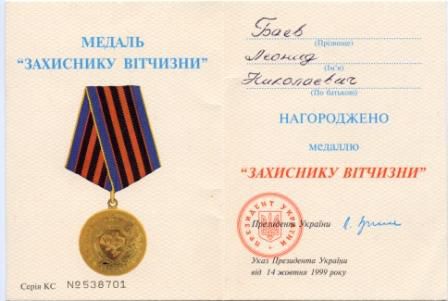 МЕДАЛЬ
“ЗАХИСНИКУ ВІТЧИЗНИ”
Серія КС №538701
Баев
(Прізвище)
Леонид
(Ім'я)
Николаевич
(По батькові)
НАГОРОДЖЕНО
медаллю
“ЗАХИСНИКУ ВІТЧИЗНИ”
ПРЕЗИДЕНТ УКРАЇНИ
Президент України
Указ Президента України
від 14 жовтня 1999 року